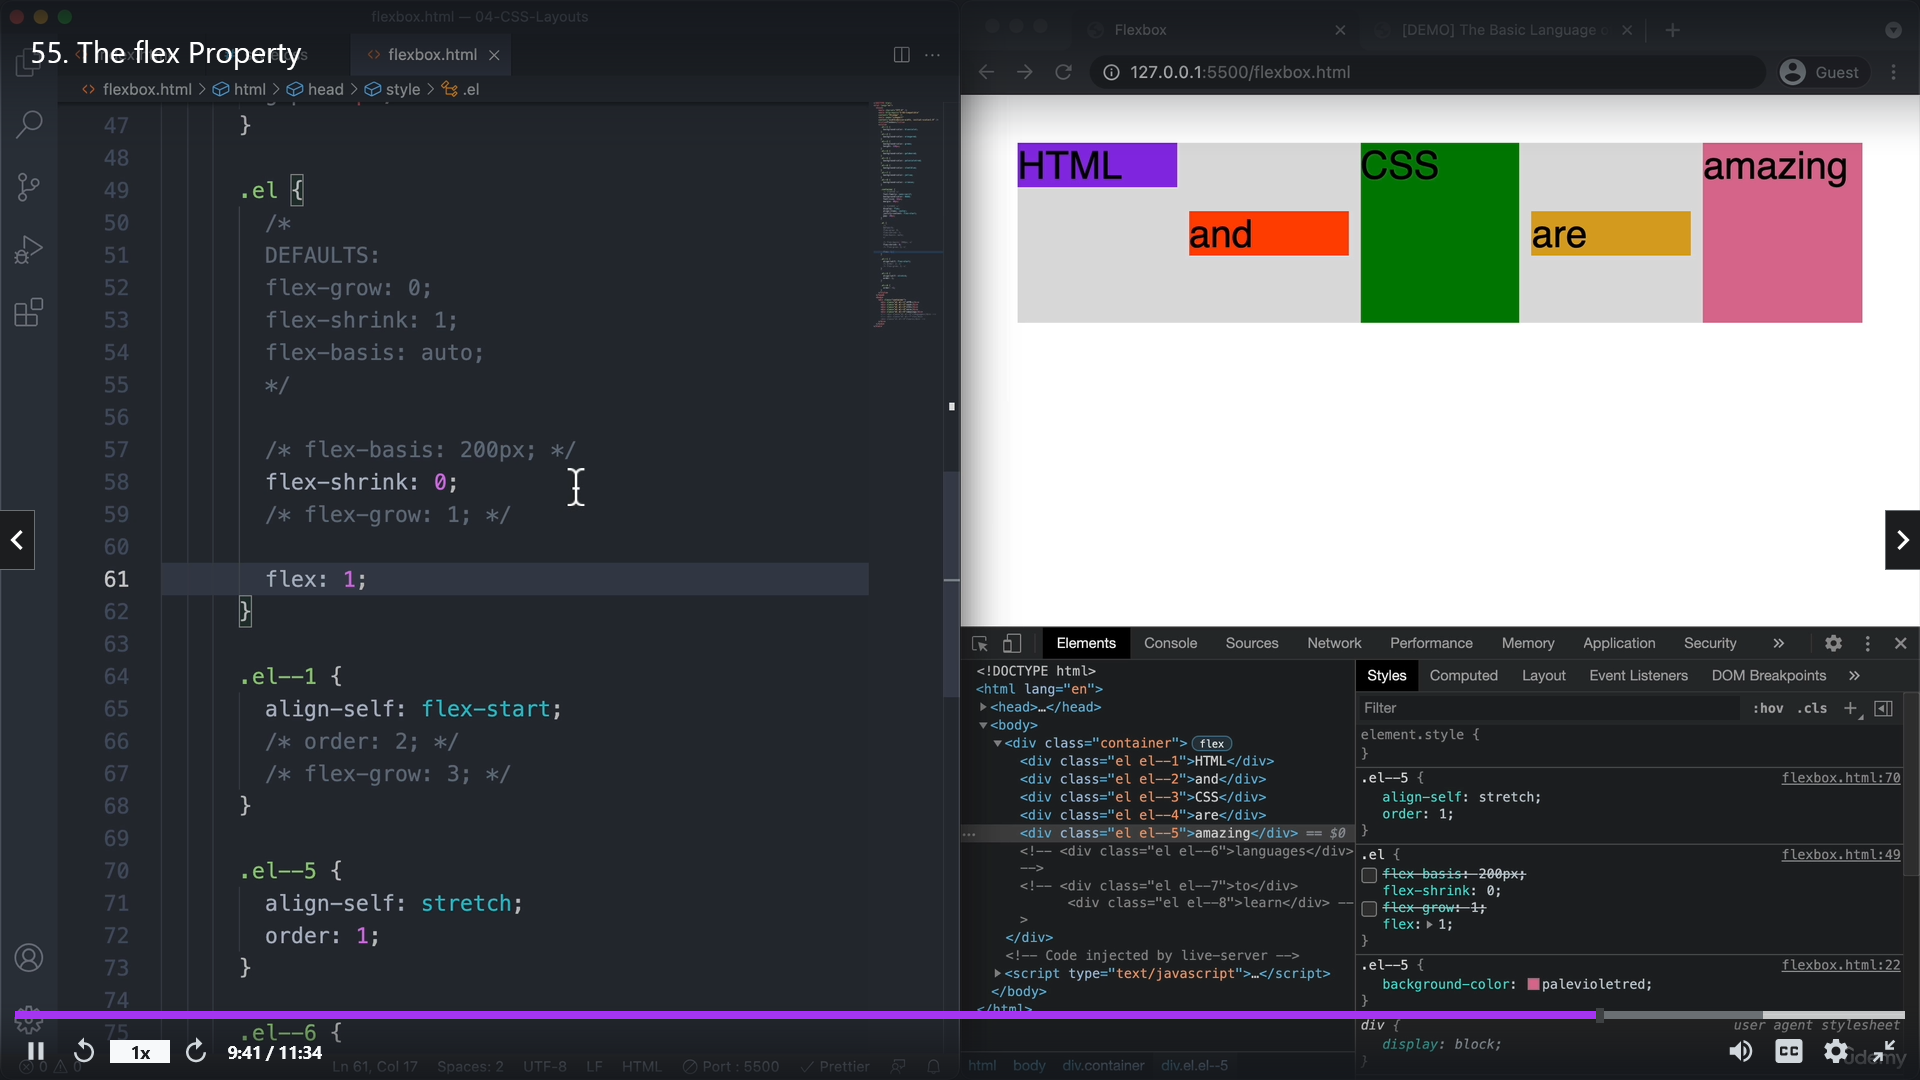 flexbox.html — 04-CSS-Layouts
55. The flex Property
flexbox.html
flexbox.html > html > head > style > .el
47 }
48
49 .el {
50 /*
51 DEFAULTS:
52 flex-grow: 0;
53 flex-shrink: 1;
54 flex-basis: auto;
55 */
56
57 /* flex-basis: 200px; */
58 flex-shrink: 0;
59 /* flex-grow: 1; */
60
61 flex: 1;
62 }
63
64 .el--1 {
65 align-self: flex-start;
66 /* order: 2; */
67 /* flex-grow: 3; */
68 }
69
70 .el--5 {
71 align-self: stretch;
72 order: 1;
73 }
74
75 .el--6 {
1x
9:41 / 11:34
Ln 61, Col 17 Spaces: 2 UTF-8 LF HTML Port : 5500 Prettier
Flexbox
[DEMO] The Basic Language o
127.0.0.1:5500/flexbox.html
Guest
HTML
and
CSS
are
amazing
Elements Console Sources Network Performance Memory Application Security »
<!DOCTYPE html>
<html lang="en">
<head>…</head>
<body>
<div class="container"> flex
<div class="el el--1">HTML</div>
<div class="el el--2">and</div>
<div class="el el--3">CSS</div>
<div class="el el--4">are</div>
<div class="el el--5">amazing</div> == $0
<!-- <div class="el el--6">languages</div>
-->
<!-- <div class="el el--7">to</div>
<div class="el el--8">learn</div> --
>
</div>
<!-- Code injected by live-server -->
<script type="text/javascript">…</script>
</body>
</html>
html body div.container div.el.el--5
Styles Computed Layout Event Listeners DOM Breakpoints »
Filter :hov .cls +
element.style {
}
.el--5 { flexbox.html:70
align-self: stretch;
order: 1;
}
.el { flexbox.html:49
flex-basis: 200px;
flex-shrink: 0;
flex-grow: 1;
flex: 1;
}
.el--5 { flexbox.html:22
background-color: palevioletred;
}
div { user agent stylesheet
display: block;
}
CC
ûdemy